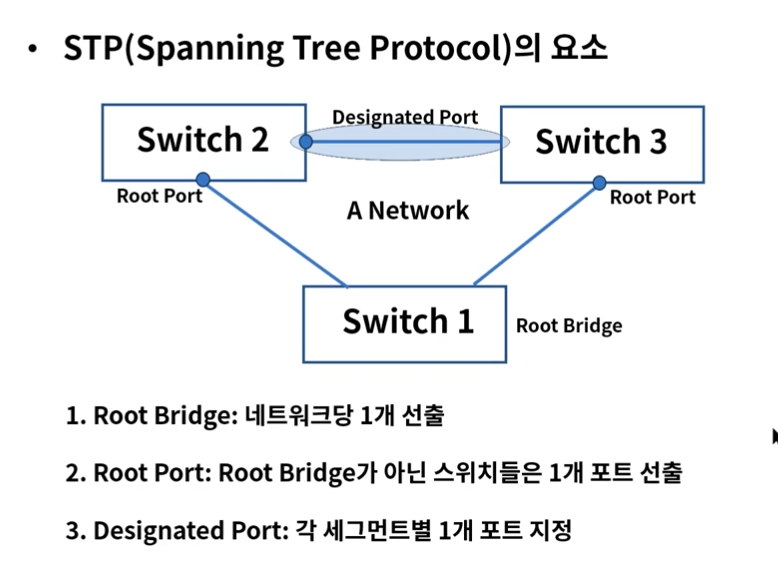 • STP(Spanning Tree Protocol)의 요소
Designated Port
Switch 2
Switch 3
Root Port
Root Port
A Network
Switch 1
Root Bridge
1. Root Bridge: 네트워크당 1개 선출
2. Root Port: Root Bridge가 아닌 스위치들은 1개 포트 선출
3. Designated Port: 각 세그먼트별 1개 포트 지정